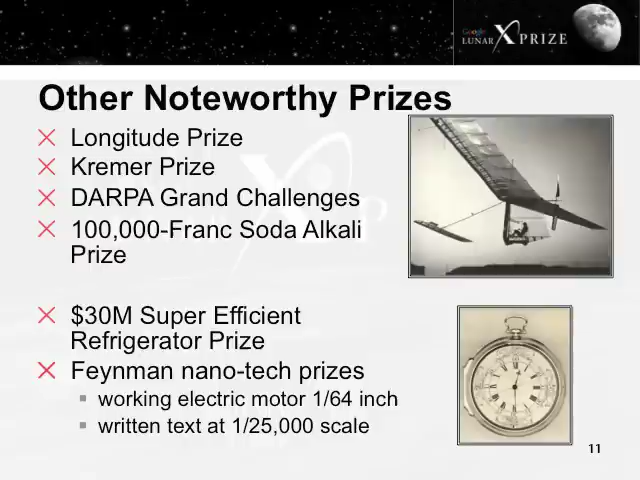 Google
LUNAR X PRIZE
Other Noteworthy Prizes
Longitude Prize
Kremer Prize
DARPA Grand Challenges
100,000-Franc Soda Alkali
Prize
$30M Super Efficient
Refrigerator Prize
Feynman nano-tech prizes
working electric motor 1/64 inch
written text at 1/25,000 scale
11